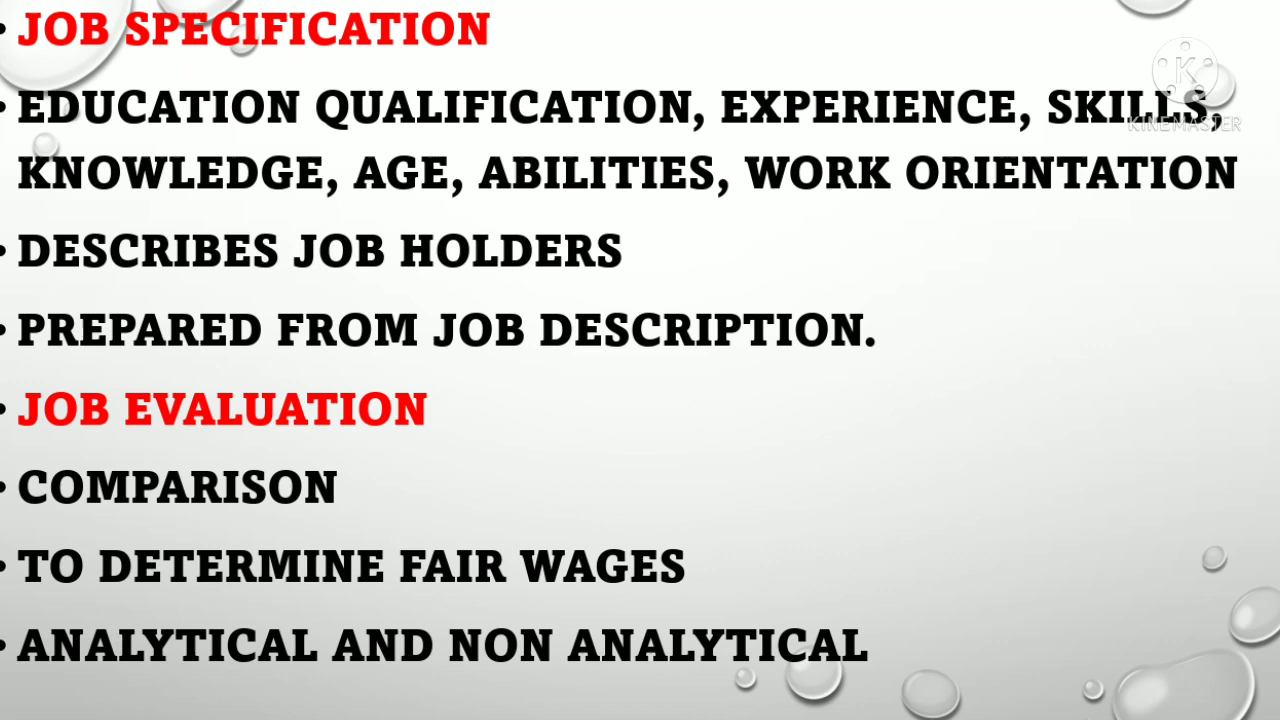 • JOB SPECIFICATION
• EDUCATION QUALIFICATION, EXPERIENCE, SKILLS,
KNOWLEDGE, AGE, ABILITIES, WORK ORIENTATION
• DESCRIBES JOB HOLDERS
• PREPARED FROM JOB DESCRIPTION.
• JOB EVALUATION
• COMPARISON
• TO DETERMINE FAIR WAGES
• ANALYTICAL AND NON ANALYTICAL
K
KINEMASTER